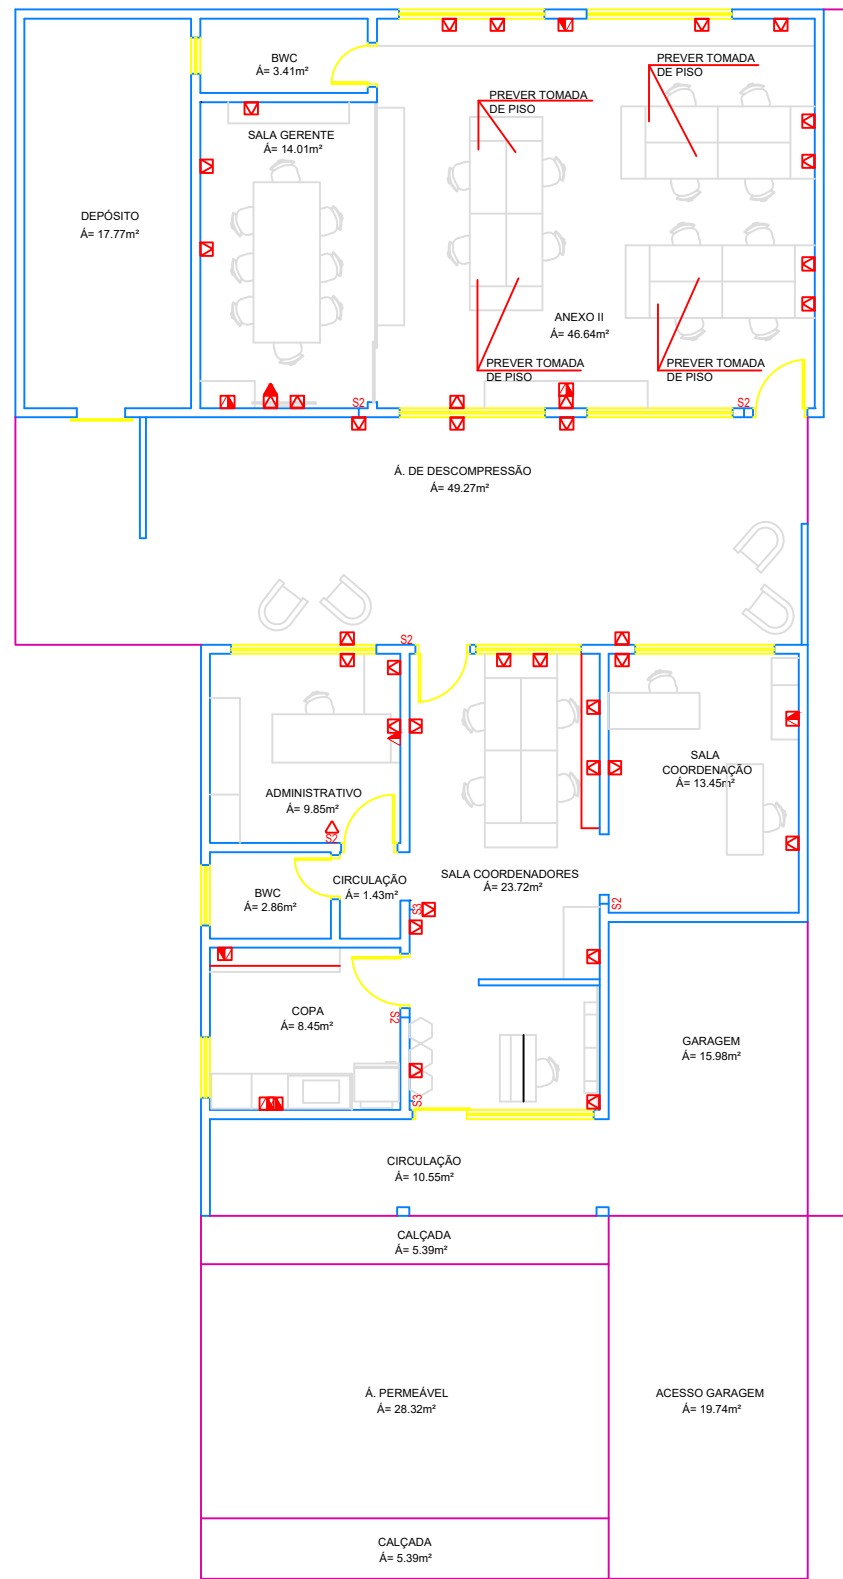 BWC
Á= 3.41m²
PREVER TOMADA
DE PISO
PREVER TOMADA
DE PISO
SALA GERENTE
Á= 14.01m²
DEPÓSITO
Á= 17.77m²
ANEXO II
Á= 46.64m²
PREVER TOMADA
DE PISO
PREVER TOMADA
DE PISO
S2
S2
Á. DE DESCOMPRESSÃO
Á= 49.27m²
S2
SALA
COORDENAÇÃO
Á= 13.45m²
ADMINISTRATIVO
Á= 9.85m²
S2
SALA COORDENADORES
Á= 23.72m²
CIRCULAÇÃO
Á= 1.43m²
BWC
Á= 2.86m²
S3
S2
COPA
Á= 8.45m²
S2
GARAGEM
Á= 15.98m²
S3
CIRCULAÇÃO
Á= 10.55m²
CALÇADA
Á= 5.39m²
Á. PERMEÁVEL
Á= 28.32m²
ACESSO GARAGEM
Á= 19.74m²
CALÇADA
Á= 5.39m²